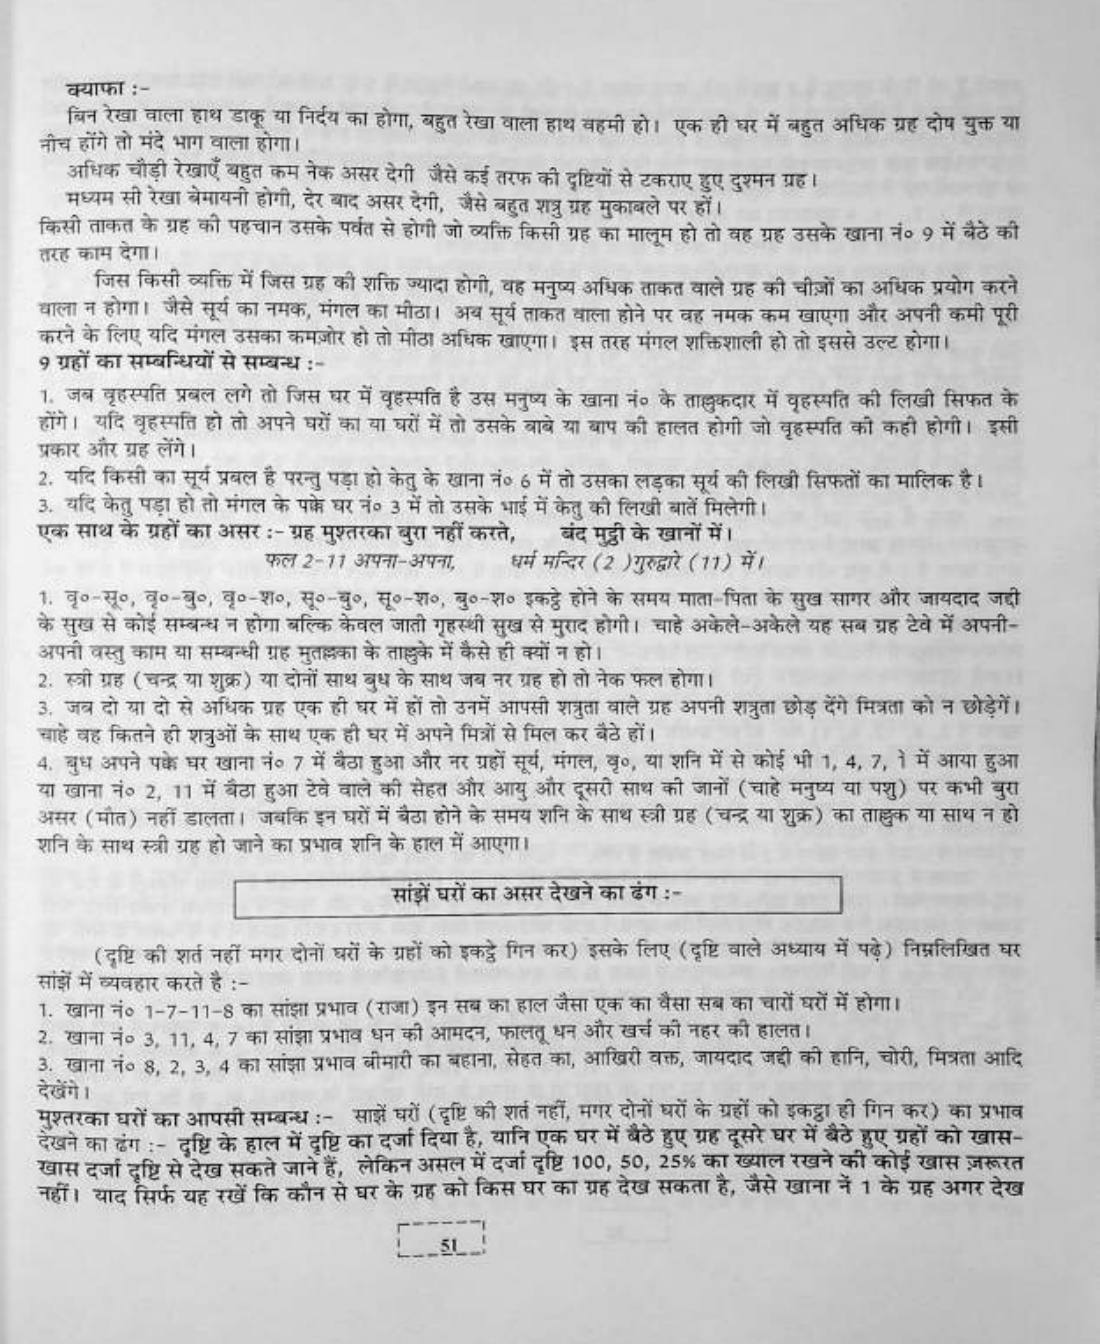 क्याफा :-
बिन रेखा वाला हाथ डाकू या निर्दय का होगा, बहुत रेखा वाला हाथ वहमी हो। एक ही घर में बहुत अधिक ग्रह दोष युक्त या
नीच होंगे तो मंदे भाग वाला होगा।
अधिक चौड़ी रेखाएँ बहुत कम नेक असर देगी जैसे कई तरफ की दृष्टियों से टकराए हुए दुश्मन ग्रह।
मध्यम सी रेखा बेमायनी होगी, देर बाद असर देगी, जैसे बहुत शत्रु ग्रह मुकाबले पर हों।
किसी ताकत के ग्रह की पहचान उसके पर्वत से होगी जो व्यक्ति किसी ग्रह का मालूम हो तो वह ग्रह उसके खाना नं० 9 में बैठे की
तरह काम देगा।
जिस किसी व्यक्ति में जिस ग्रह की शक्ति ज्यादा होगी, वह मनुष्य अधिक ताकत वाले ग्रह की चीज़ों का अधिक प्रयोग करने
वाला न होगा। जैसे सूर्य का नमक, मंगल का मीठा। अब सूर्य ताकत वाला होने पर वह नमक कम खाएगा और अपनी कमी पूरी
करने के लिए यदि मंगल उसका कमज़ोर हो तो मीठा अधिक खाएगा। इस तरह मंगल शक्तिशाली हो तो इससे उल्ट होगा।
9 ग्रहों का सम्बन्धियों से सम्बन्ध :-
1. जब वृहस्पति प्रबल लगे तो जिस घर में वृहस्पति है उस मनुष्य के खाना नं० के ताल्लुकदार में वृहस्पति की लिखी सिफत के
होंगे। यदि वृहस्पति हो तो अपने घरों का या घरों में तो उसके बाबे या बाप की हालत होगी जो वृहस्पति की कही होगी। इसी
प्रकार और ग्रह लेंगे।
2. यदि किसी का सूर्य प्रबल है परन्तु पड़ा हो केतु के खाना नं० 6 में तो उसका लड़का सूर्य की लिखी सिफतों का मालिक है।
3. यदि केतु पड़ा हो तो मंगल के पक्के घर नं० 3 में तो उसके भाई में केतु की लिखी बातें मिलेगी।
एक साथ के ग्रहों का असर :- ग्रह मुश्तरका बुरा नहीं करते, बंद मुट्ठी के खानों में।
फल 2-11 अपना-अपना, धर्म मन्दिर (2 )गुरुद्वारे (11) में।
1. वृ०-सू०, वृ०-बु०, वृ०-श०, सू०-बु०, सू०-श०, बु०-श० इकट्ठे होने के समय माता-पिता के सुख सागर और जायदाद जद्दी
के सुख से कोई सम्बन्ध न होगा बल्कि केवल जाती गृहस्थी सुख से मुराद होगी। चाहे अकेले-अकेले यह सब ग्रह टेवे में अपनी-
अपनी वस्तु काम या सम्बन्धी ग्रह मुतल्लका के ताल्लुके में कैसे ही क्यों न हो।
2. स्त्री ग्रह (चन्द्र या शुक्र) या दोनों साथ बुध के साथ जब नर ग्रह हो तो नेक फल होगा।
3. जब दो या दो से अधिक ग्रह एक ही घर में हों तो उनमें आपसी शत्रुता वाले ग्रह अपनी शत्रुता छोड़ देंगे मित्रता को न छोड़ेगें।
चाहे वह कितने ही शत्रुओं के साथ एक ही घर में अपने मित्रों से मिल कर बैठे हों।
4. बुध अपने पक्के घर खाना नं० 7 में बैठा हुआ और नर ग्रहों सूर्य, मंगल, वृ०, या शनि में से कोई भी 1, 4, 7, 1 में आया हुआ
या खाना नं० 2, 11 में बैठा हुआ टेवे वाले की सेहत और आयु और दूसरी साथ की जानों (चाहे मनुष्य या पशु) पर कभी बुरा
असर (मौत) नहीं डालता। जबकि इन घरों में बैठा होने के समय शनि के साथ स्त्री ग्रह (चन्द्र या शुक्र) का ताल्लुक या साथ न हो
शनि के साथ स्त्री ग्रह हो जाने का प्रभाव शनि के हाल में आएगा।
सांझें घरों का असर देखने का ढंग :-
(दृष्टि की शर्त नहीं मगर दोनों घरों के ग्रहों को इकट्ठे गिन कर) इसके लिए (दृष्टि वाले अध्याय में पढ़े) निम्नलिखित घर
सांझें में व्यवहार करते है :-
1. खाना नं० 1-7-11-8 का सांझा प्रभाव (राजा) इन सब का हाल जैसा एक का वैसा सब का चारों घरों में होगा।
2. खाना नं० 3, 11, 4, 7 का सांझा प्रभाव धन की आमदन, फालतू धन और खर्च की नहर की हालत।
3. खाना नं० 8, 2, 3, 4 का सांझा प्रभाव बीमारी का बहाना, सेहत का, आखिरी वक्त, जायदाद जद्दी की हानि, चोरी, मित्रता आदि
देखेंगे।
मुश्तरका घरों का आपसी सम्बन्ध :- साझें घरों (दृष्टि की शर्त नहीं, मगर दोनों घरों के ग्रहों को इकट्ठा ही गिन कर) का प्रभाव
देखने का ढंग :- दृष्टि के हाल में दृष्टि का दर्जा दिया है, यानि एक घर में बैठे हुए ग्रह दूसरे घर में बैठे हुए ग्रहों को खास-
खास दर्जा दृष्टि से देख सकते जाने हैं, लेकिन असल में दर्जा दृष्टि 100, 50, 25% का ख्याल रखने की कोई खास ज़रूरत
नहीं। याद सिर्फ यह रखें कि कौन से घर के ग्रह को किस घर का ग्रह देख सकता है, जैसे खाना नें 1 के ग्रह अगर देख
51